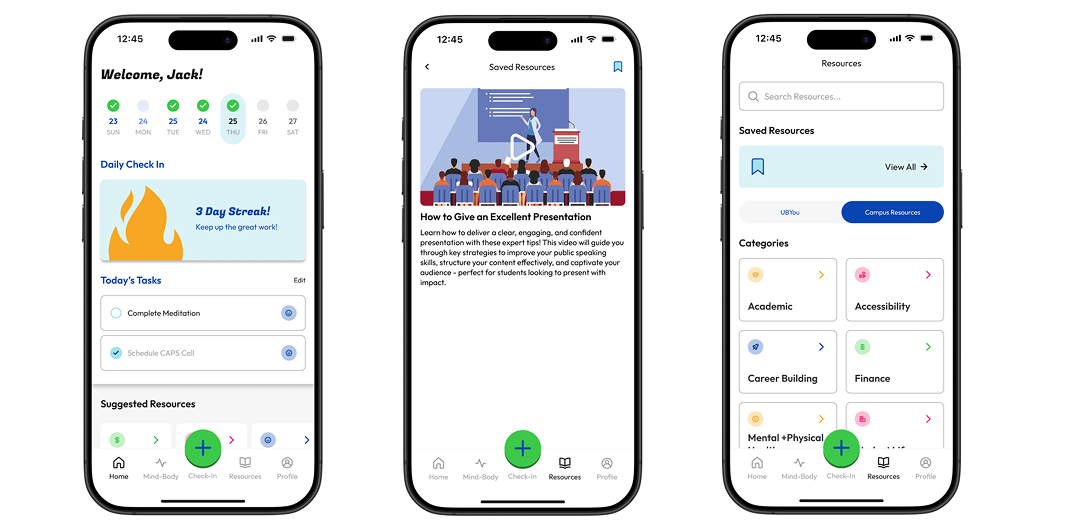 12:45
Welcome, Jack!
23 24 25 24 25 26 27
SUN MON TUE WED THU FRI SAT
Daily Check In
3 Day Streak!
Keep up the great work!
Today's Tasks Edit
Complete Meditation
Schedule CAPS Call
Suggested Resources
Home Mind-Body Check-In Resources Profile
12:45
Saved Resources
How to Give an Excellent Presentation
Learn how to deliver a clear, engaging, and confident
presentation with these expert tips! This video will guide you
through key strategies to improve your public speaking
skills, structure your content effectively, and captivate your
audience - perfect for students looking to present with
impact.
Home Mind-Body Check-In Resources Profile
12:45
Resources
Search Resources...
Saved Resources
View All →
UBYou Campus Resources
Categories
Academic Accessibility
Career Building Finance
Mental +Physical
Home Mind-Body Check-In Resources Profile